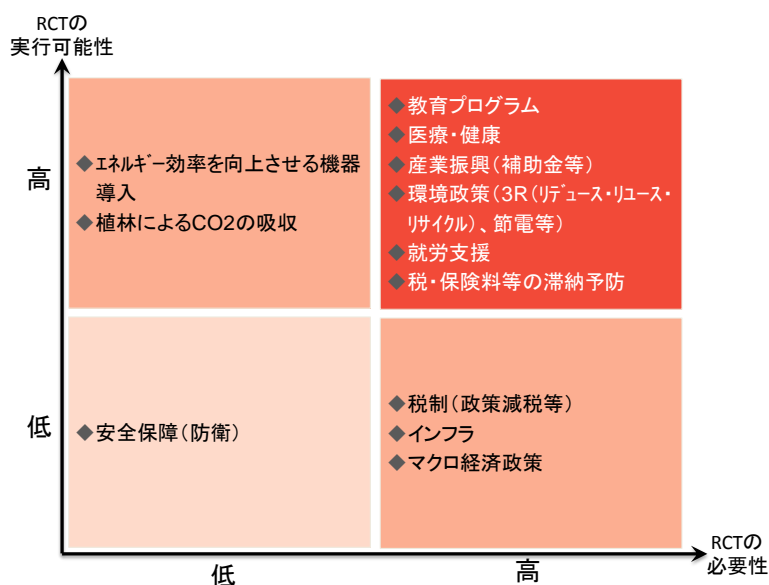 RCTの
実行可能性
高
◆エネルギー効率を向上させる機器
導入
◆植林によるCO2の吸収
◆教育プログラム
◆医療・健康
◆産業振興(補助金等)
◆環境政策(3R(リデュース・リユース・
リサイクル)、節電等)
◆就労支援
◆税・保険料等の滞納予防
低
◆安全保障(防衛)
◆税制(政策減税等)
◆インフラ
◆マクロ経済政策
低
高
RCTの
必要性